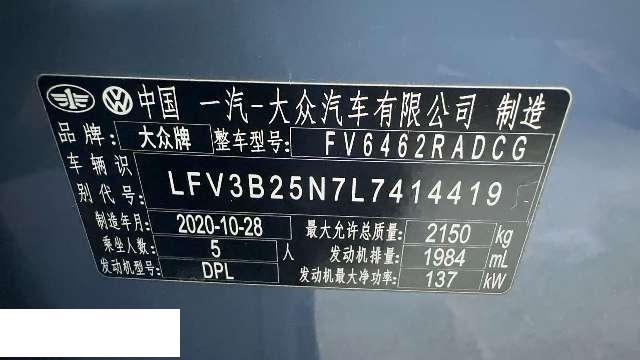 中国 一汽-大众汽车有限公司 制造
品牌: 大众牌 整车型号: FV6462RADCG
车辆识别代号: LFV3B25N7L7414419
制造年月: 2020-10-28 最大允许总质量: 2150 kg
乘坐人数: 5 人 发动机排量: 1984 mL
发动机型号: DPL 发动机最大净功率: 137 kW